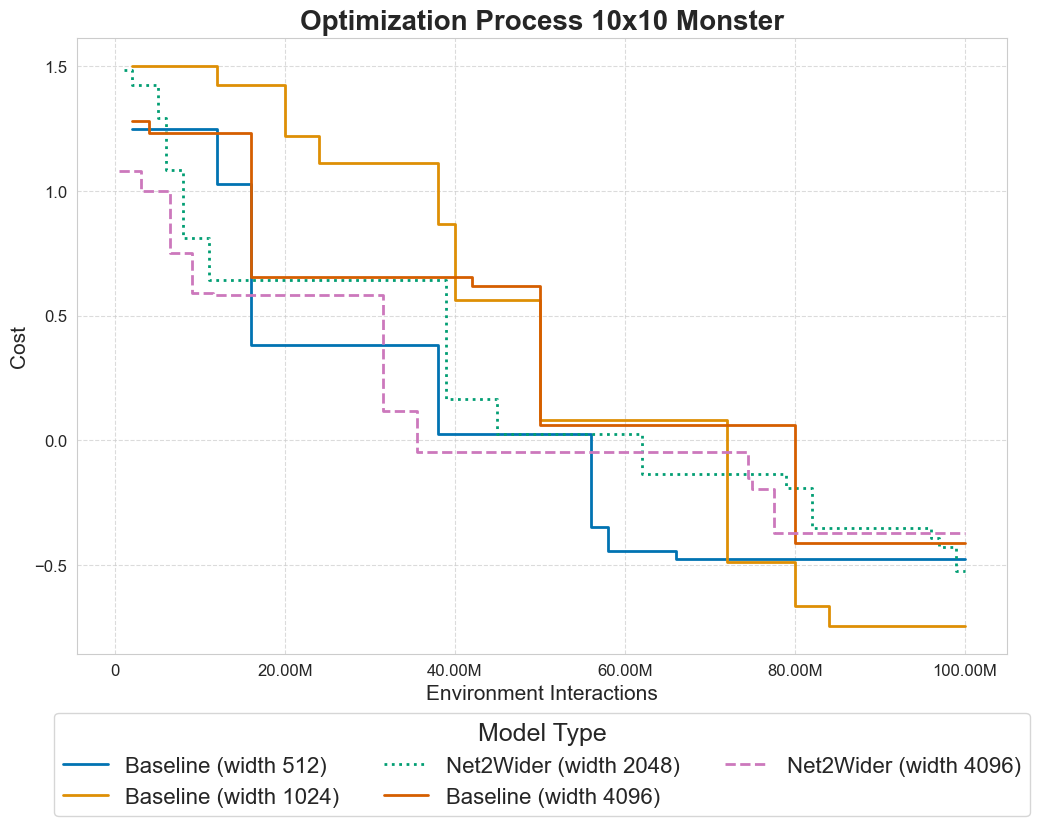 Optimization Process 10x10 Monster
1.5
1.0
0.5
0.0
−0.5
Cost
0 20.00M 40.00M 60.00M 80.00M 100.00M
Environment Interactions
Model Type
Baseline (width 512) Net2Wider (width 2048) Net2Wider (width 4096)
Baseline (width 1024) Baseline (width 4096)